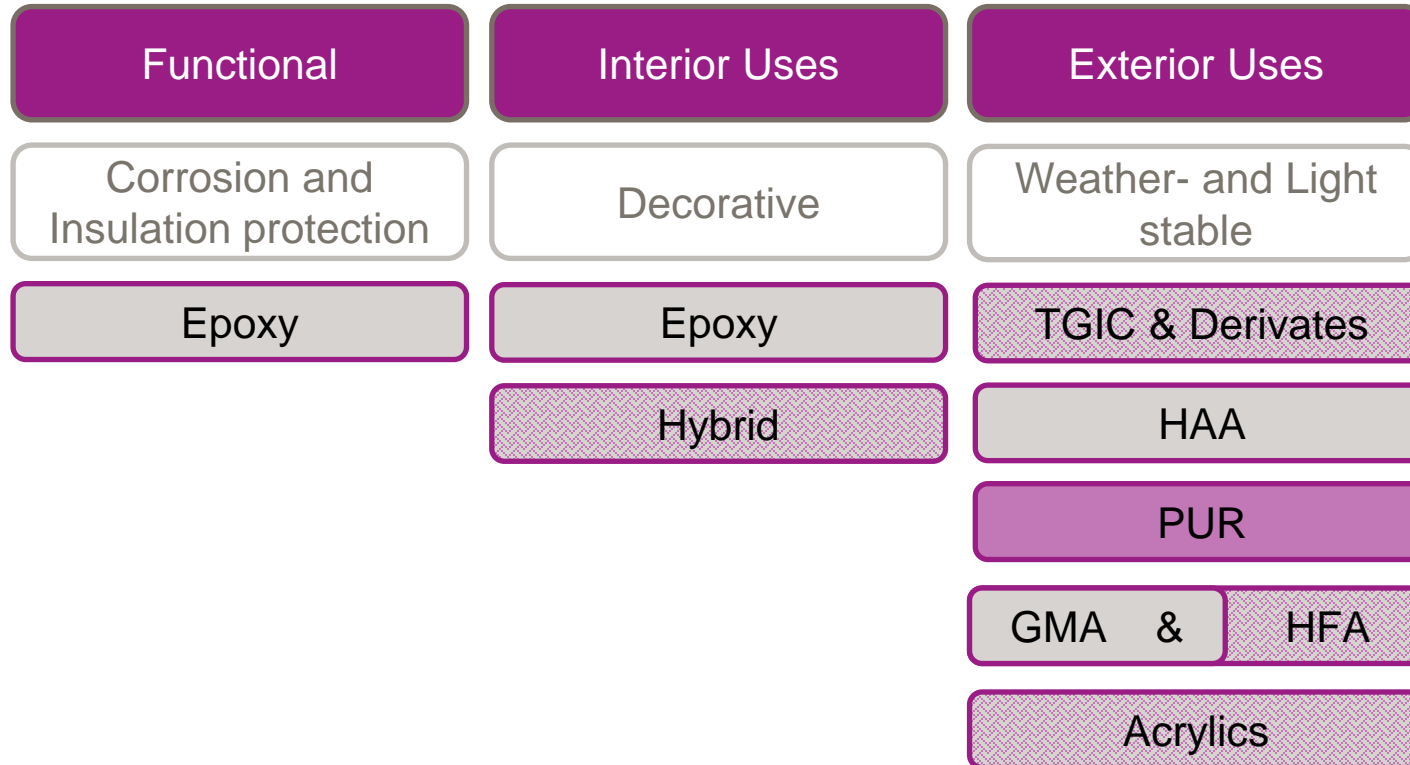 Functional
Interior Uses
Exterior Uses
Corrosion and
Insulation protection
Decorative
Weather- and Light
stable
Epoxy
Epoxy
TGIC & Derivates
Hybrid
HAA
PUR
GMA & HFA
Acrylics